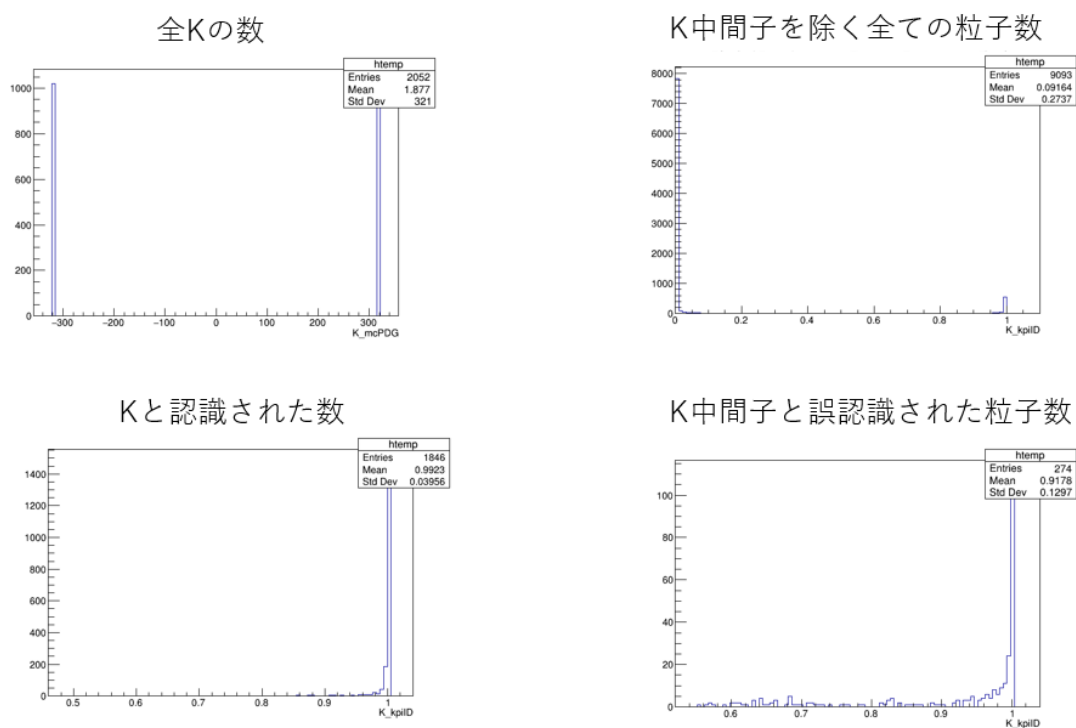 全Kの数
htemp
Entries 2052
Mean 1.877
Std Dev 321
1000
800
600
400
200
0
−300 −200 −100 0 100 200 300
K_mcPDG
K中間子を除く全ての粒子数
htemp
Entries 9093
Mean 0.09164
Std Dev 0.2737
8000
7000
6000
5000
4000
3000
2000
1000
0
0 0.2 0.4 0.6 0.8 1
K_kpiID
Kと認識された数
htemp
Entries 1846
Mean 0.9923
Std Dev 0.03956
1400
1200
1000
800
600
400
200
0
0.5 0.6 0.7 0.8 0.9 1
K_kpiID
K中間子と誤認識された粒子数
htemp
Entries 274
Mean 0.9178
Std Dev 0.1297
100
80
60
40
20
0
0.6 0.7 0.8 0.9 1
K_kpiID